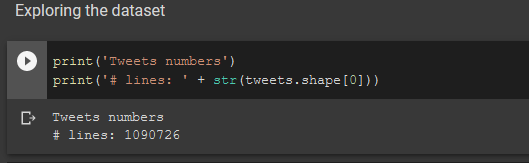 Exploring the dataset
print('Tweets numbers')
print('# lines: ' + str(tweets.shape[0]))
Tweets numbers
# lines: 1090726